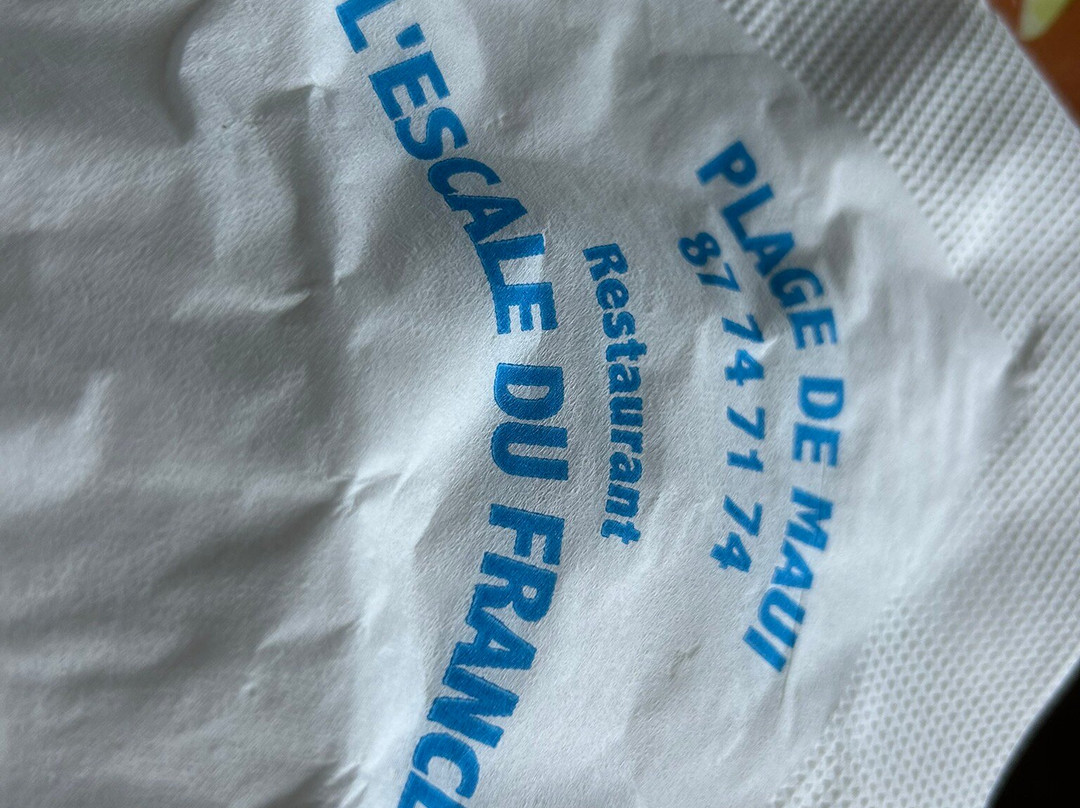 PLAGE DE MAUI
87 74 71 74
Restaurant
L'ESCALE DU FRANC